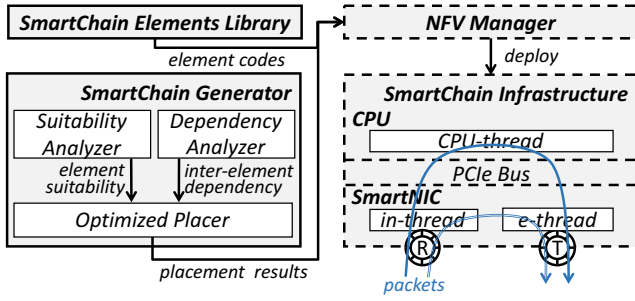 SmartChain Elements Library
element codes
SmartChain Generator
Suitability
Analyzer
Dependency
Analyzer
element
suitability
inter-element
dependency
Optimized Placer
placement results
NFV Manager
deploy
SmartChain Infrastructure
CPU
CPU-thread
PCIe Bus
SmartNIC
in-thread
e-thread
R
T
packets